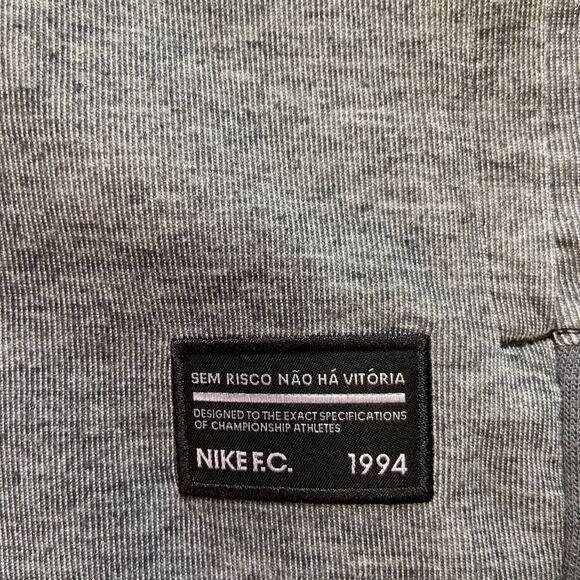 SEM RISCO NÃO HÁ VITÓRIA
DESIGNED TO THE EXACT SPECIFICATIONS
OF CHAMPIONSHIP ATHLETES
NIKE F.C. 1994